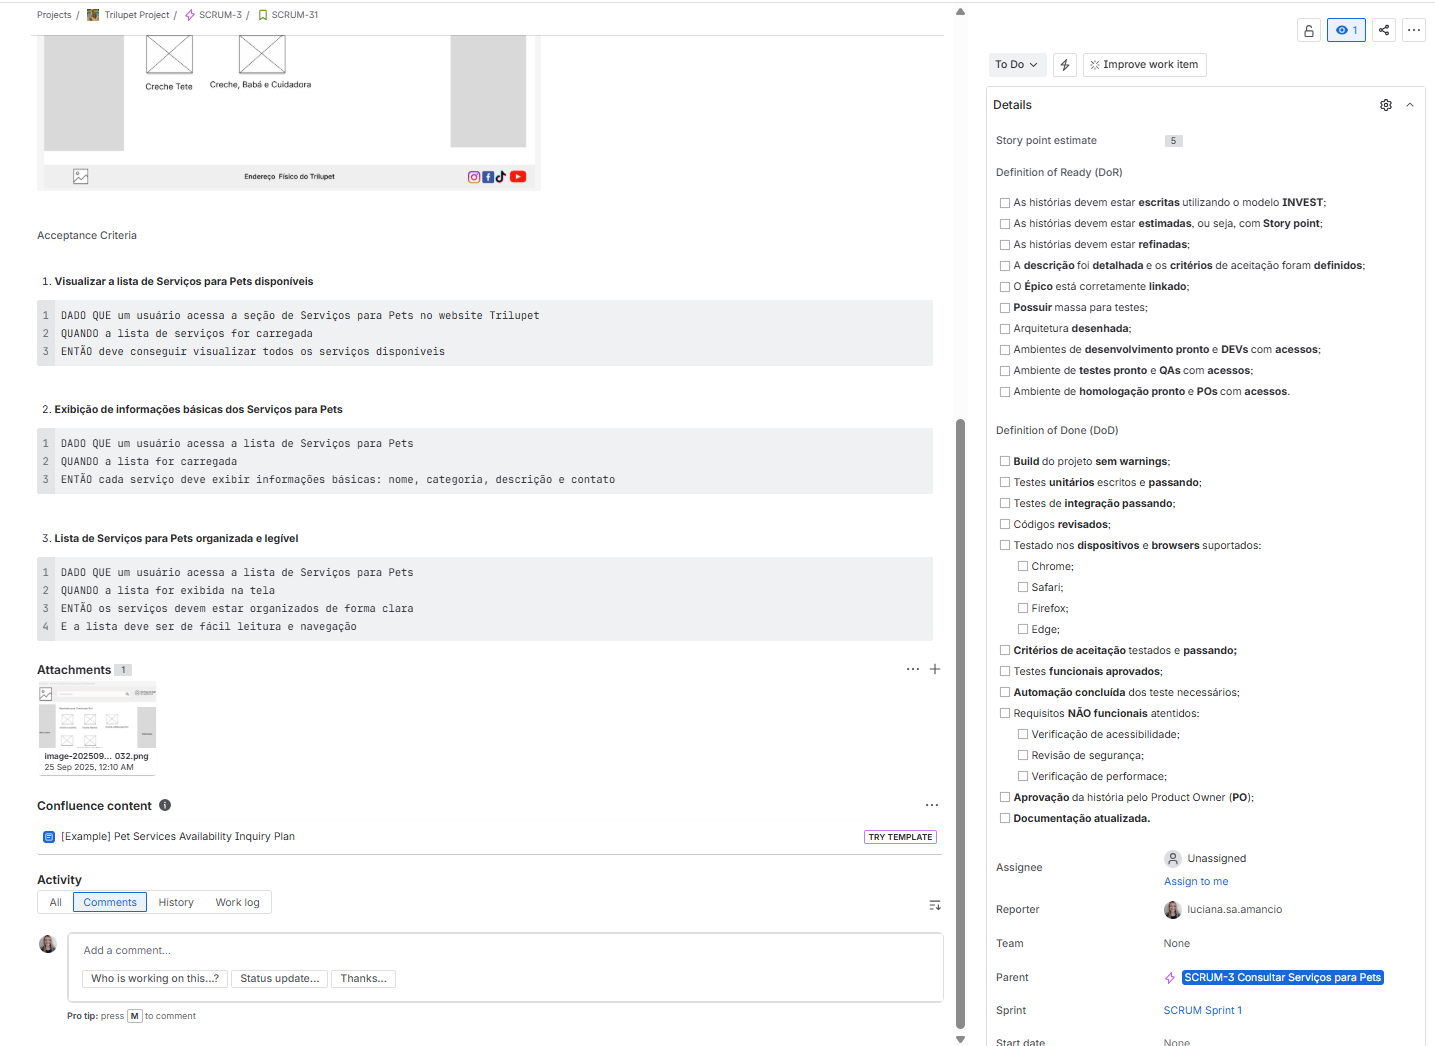 Projects / Trilupet Project / SCRUM-3 / SCRUM-31
Creche Tete
Creche, Babá e Cuidadora
Endereço Físico do Trilupet
Acceptance Criteria
1. Visualizar a lista de Serviços para Pets disponíveis
1 DADO QUE um usuário acessa a seção de Serviços para Pets no website Trilupet
2 QUANDO a lista de serviços for carregada
3 ENTÃO deve conseguir visualizar todos os serviços disponíveis
2. Exibição de informações básicas dos Serviços para Pets
1 DADO QUE um usuário acessa a lista de Serviços para Pets
2 QUANDO a lista for carregada
3 ENTÃO cada serviço deve exibir informações básicas: nome, categoria, descrição e contato
3. Lista de Serviços para Pets organizada e legível
1 DADO QUE um usuário acessa a lista de Serviços para Pets
2 QUANDO a lista for exibida na tela
3 ENTÃO os serviços devem estar organizados de forma clara
4 E a lista deve ser de fácil leitura e navegação
Attachments 1
image-202509... 032.png
25 Sep 2025, 12:10 AM
Confluence content
[Example] Pet Services Availability Inquiry Plan
TRY TEMPLATE
Activity
All Comments History Work log
Add a comment...
Who is working on this...? Status update... Thanks...
Pro tip: press M to comment
1
To Do
Improve work item
Details
Story point estimate 5
Definition of Ready (DoR)
As histórias devem estar escritas utilizando o modelo INVEST;
As histórias devem estar estimadas, ou seja, com Story point;
As histórias devem estar refinadas;
A descrição foi detalhada e os critérios de aceitação foram definidos;
O Épico está corretamente linkado;
Possuir massa para testes;
Arquitetura desenhada;
Ambientes de desenvolvimento pronto e DEVs com acessos;
Ambiente de testes pronto e QAs com acessos;
Ambiente de homologação pronto e POs com acessos.
Definition of Done (DoD)
Build do projeto sem warnings;
Testes unitários escritos e passando;
Testes de integração passando;
Códigos revisados;
Testado nos dispositivos e browsers suportados:
Chrome;
Safari;
Firefox;
Edge;
Critérios de aceitação testados e passando;
Testes funcionais aprovados;
Automação concluída dos teste necessários;
Requisitos NÃO funcionais atentidos:
Verificação de acessibilidade;
Revisão de segurança;
Verificação de performace;
Aprovação da história pelo Product Owner (PO);
Documentação atualizada.
Assignee
Unassigned
Assign to me
Reporter luciana.sa.amancio
Team None
Parent SCRUM-3 Consultar Serviços para Pets
Sprint SCRUM Sprint 1
Start date None